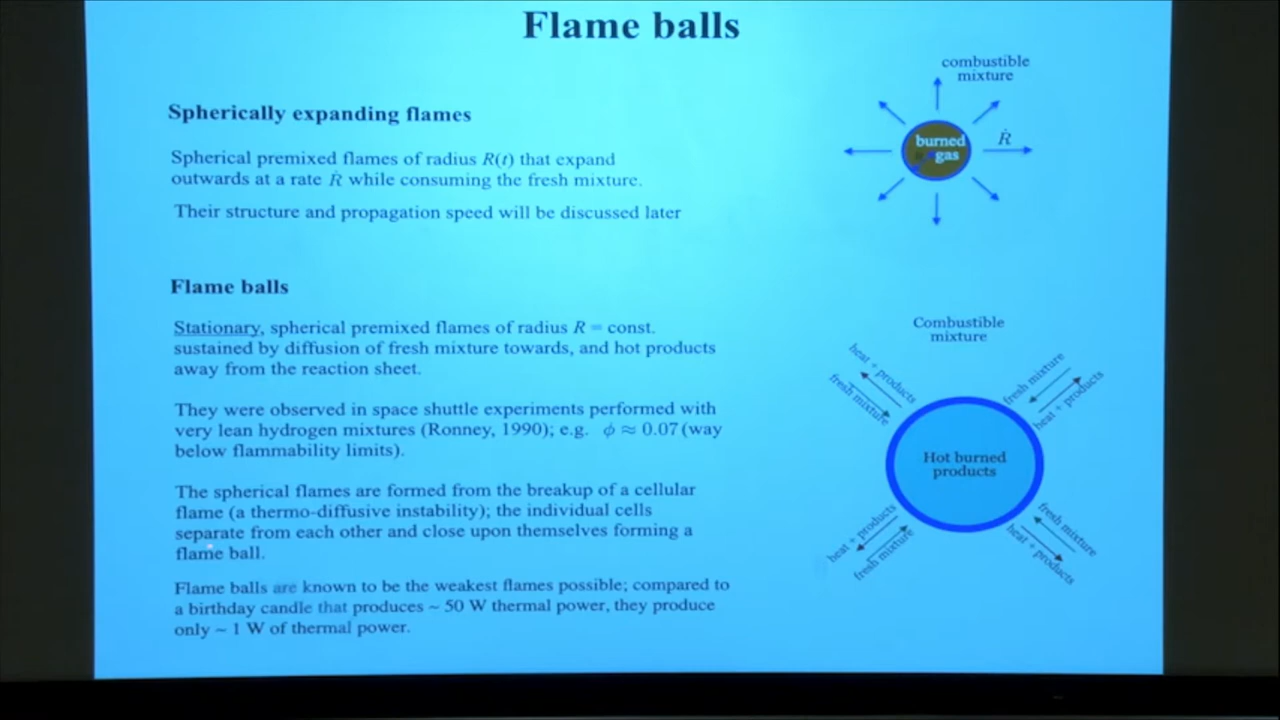 Flame balls
combustible
mixture
Spherically expanding flames
burned
gas
Ṙ
Spherical premixed flames of radius R(t) that expand
outwards at a rate Ṙ while consuming the fresh mixture.
Their structure and propagation speed will be discussed later
Flame balls
Stationary, spherical premixed flames of radius R = const.
sustained by diffusion of fresh mixture towards, and hot products
away from the reaction sheet.
They were observed in space shuttle experiments performed with
very lean hydrogen mixtures (Ronney, 1990); e.g. ϕ ≈ 0.07 (way
below flammability limits).
The spherical flames are formed from the breakup of a cellular
flame (a thermo-diffusive instability); the individual cells
separate from each other and close upon themselves forming a
flame ball.
Flame balls are known to be the weakest flames possible; compared to
a birthday candle that produces ~ 50 W thermal power, they produce
only ~ 1 W of thermal power.
Combustible
mixture
heat + products
fresh mixture
fresh mixture
heat + products
Hot burned
products
heat + products
fresh mixture
fresh mixture
heat + products